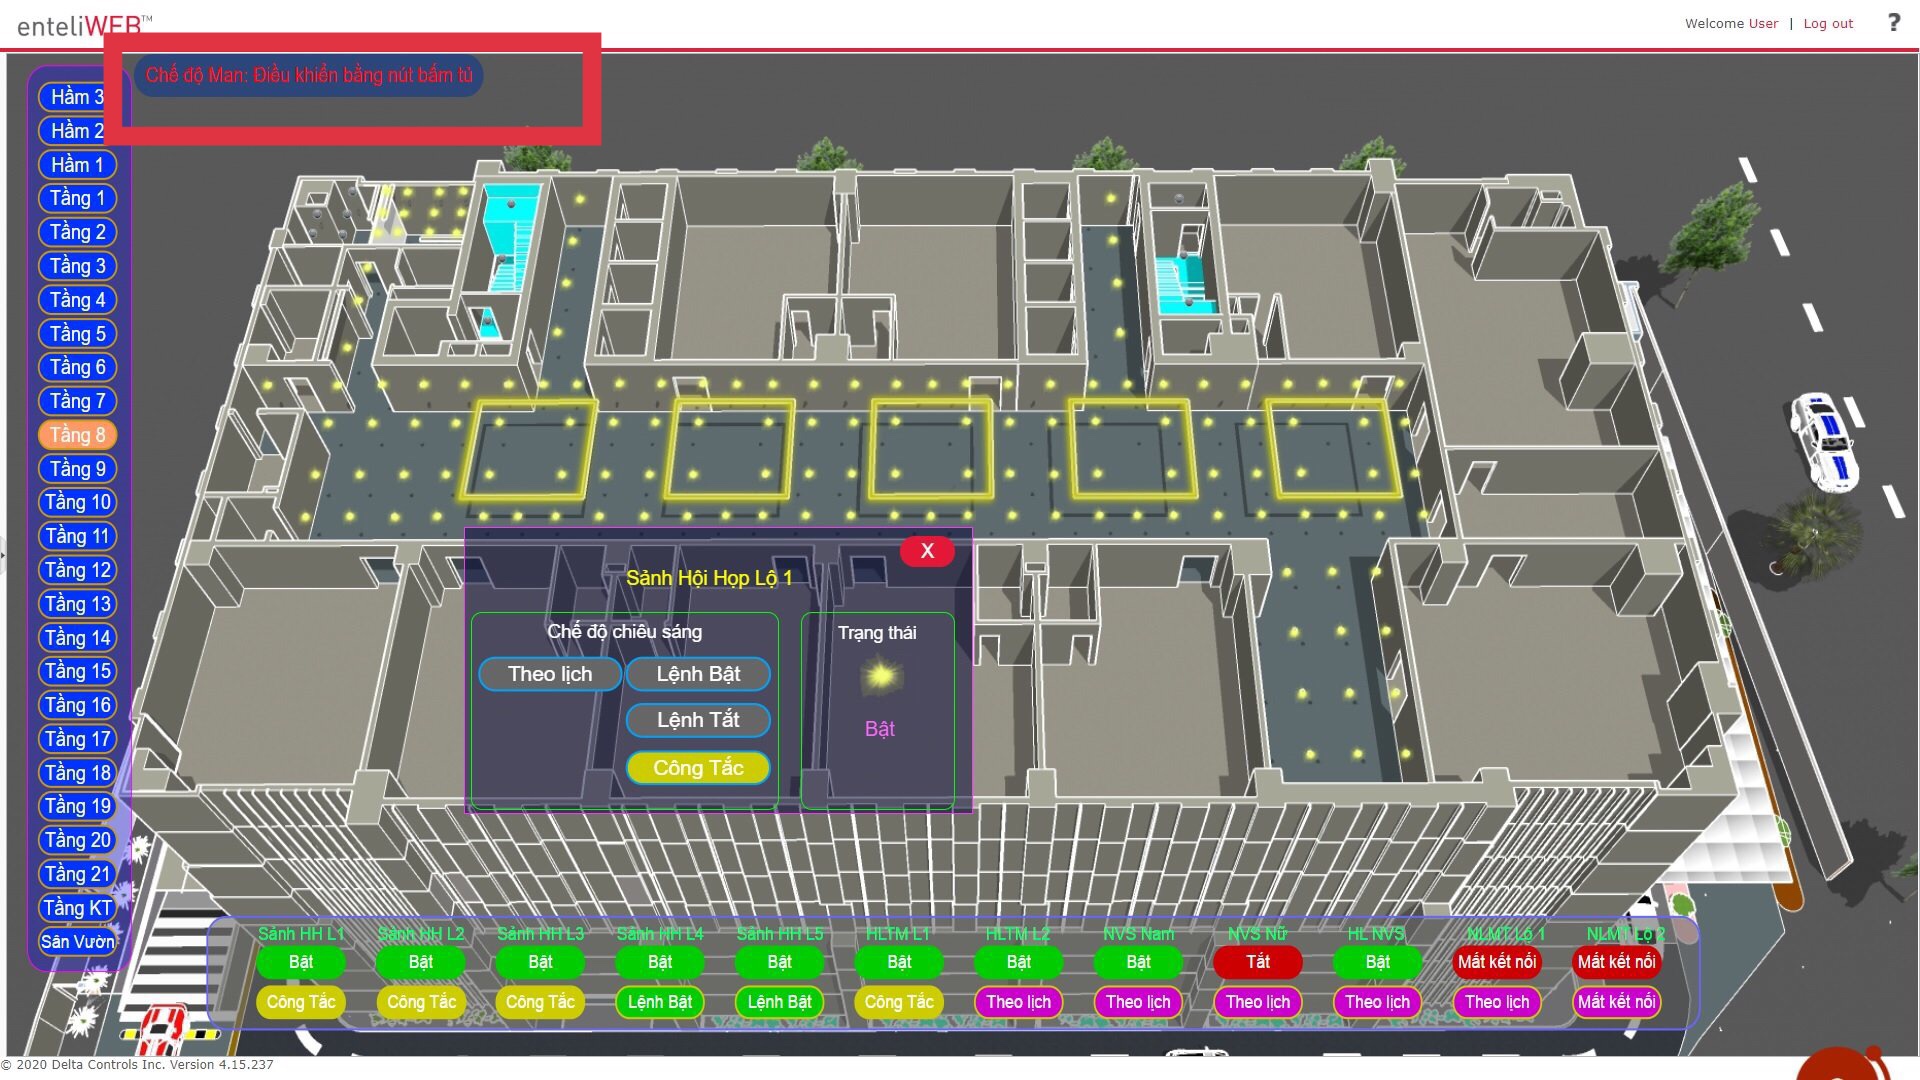 enteliWEB™
Welcome User | Log out ?
Chế độ Man: Điều khiển bằng nút bấm tủ
Hầm 3
Hầm 2
Hầm 1
Tầng 1
Tầng 2
Tầng 3
Tầng 4
Tầng 5
Tầng 6
Tầng 7
Tầng 8
Tầng 9
Tầng 10
Tầng 11
Tầng 12
Tầng 13
Tầng 14
Tầng 15
Tầng 16
Tầng 17
Tầng 18
Tầng 19
Tầng 20
Tầng 21
Tầng KT
Sân Vườn
X
Sảnh Hội Họp Lộ 1
Chế độ chiếu sáng
Theo lịch
Lệnh Bật
Lệnh Tắt
Công Tắc
Trạng thái
Bật
Sảnh HH L1 Sảnh HH L2 Sảnh HH L3 Sảnh HH L4 Sảnh HH L5 HLTM L1 HLTM L2 NVS Nam NVS Nữ HL NVS NLMT Lộ 1 NLMT Lộ 2
Bật Bật Bật Bật Bật Bật Bật Bật Tắt Bật Mất kết nối Mất kết nối
Công Tắc Công Tắc Công Tắc Lệnh Bật Lệnh Bật Công Tắc Theo lịch Theo lịch Theo lịch Theo lịch Theo lịch Mất kết nối
© 2020 Delta Controls Inc. Version 4.15.237